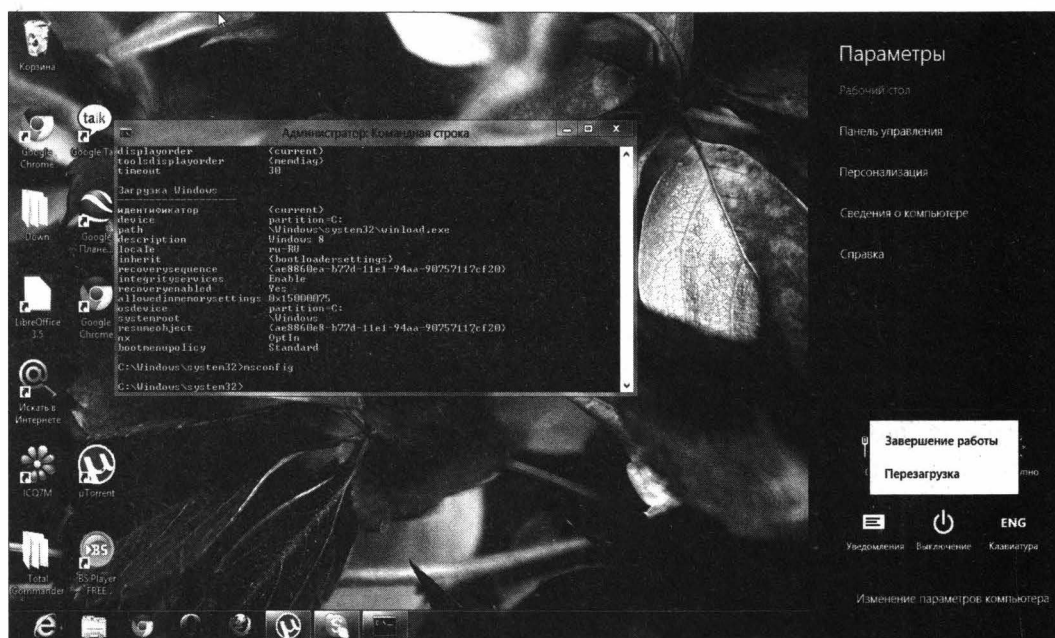 Корзина
talk
Google Chrome
Google Ta
Down
Google Плане...
LibreOffice 3.5
Google Chrome
Искать в Интернете
ICQ7M
µTorrent
Total Commander
BS
BS.Player FREE
Администратор: Командная строка
displayorder {current}
toolsdisplayorder {memdiag}
timeout 30
Загрузка Windows
идентификатор {current}
device partition=C:
path \Windows\system32\winload.exe
description Windows 8
locale ru-RU
inherit {bootloadersettings}
recoverysequence {ae8860ea-b77d-11e1-94aa-90757117cf20}
integrityservices Enable
recoveryenabled Yes
allowedinmemorysettings 0x15000075
osdevice partition=C:
systemroot \Windows
resumeobject {ae8860e8-b77d-11e1-94aa-90757117cf20}
nx OptIn
bootmenupolicy Standard
C:\Windows\system32>msconfig
C:\Windows\system32>
Параметры
Рабочий стол
Панель управления
Персонализация
Сведения о компьютере
Справка
Завершение работы
Перезагрузка
ENG
Уведомления Выключение Клавиатура
Изменение параметров компьютера